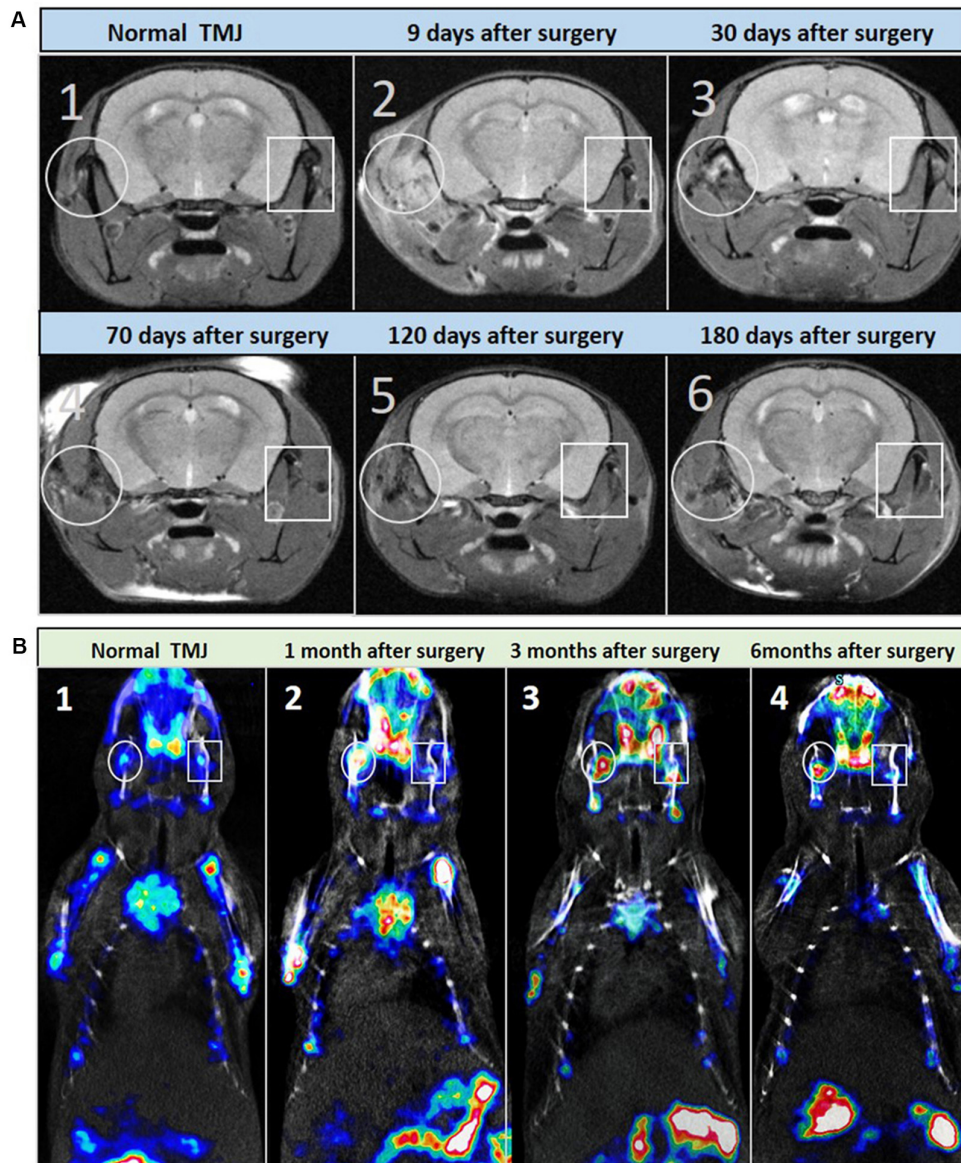 A
Normal TMJ
9 days after surgery
30 days after surgery
1
2
3
70 days after surgery
120 days after surgery
180 days after surgery
4
5
6
B
Normal TMJ
1 month after surgery
3 months after surgery
6months after surgery
1
2
3
4
S